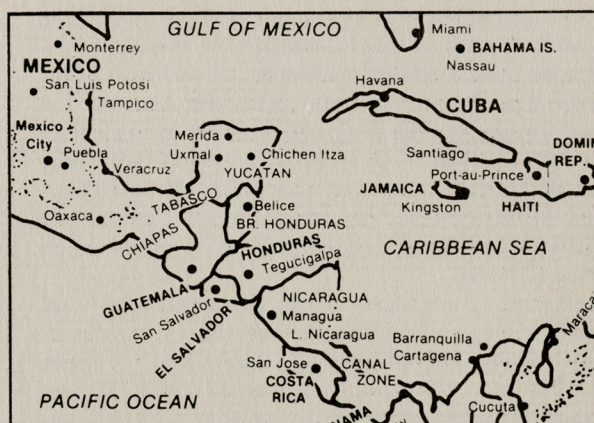 GULF OF MEXICO
Miami
Monterrey
BAHAMA IS.
Nassau
MEXICO
San Luis Potosi
Tampico
Havana
CUBA
Mexico
City
Puebla
Veracruz
Merida
Uxmal
Chichen Itza
YUCATAN
Santiago
Port-au-Prince
REP.
JAMAICA
Kingston
HAITI
TABASCO
Belice
BR. HONDURAS
Oaxaca
CHIAPAS
HONDURAS
Tegucigalpa
CARIBBEAN SEA
GUATEMALA
San Salvador
EL SALVADOR
NICARAGUA
Managua
L. Nicaragua
Barranquilla
Cartagena
San Jose
COSTA
RICA
CANAL
ZONE
PACIFIC OCEAN
Cucuta